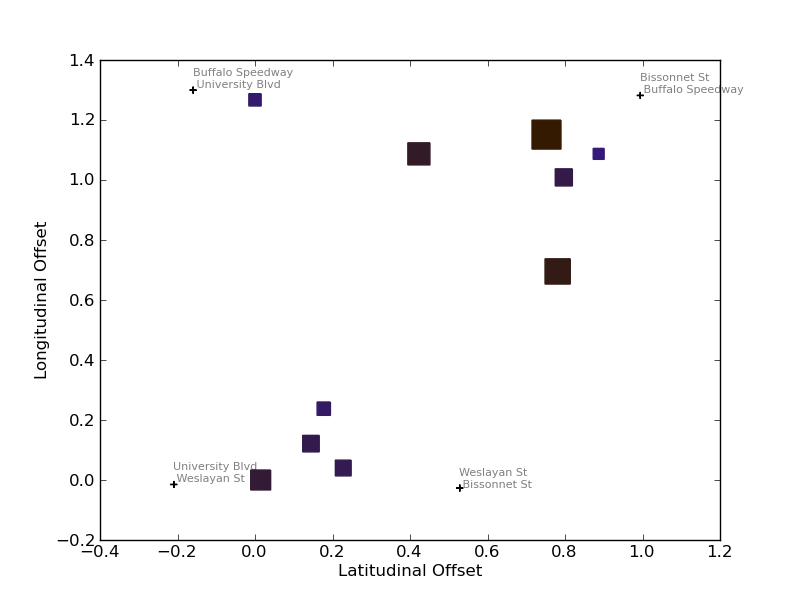 1.4
1.2
1.0
0.8
0.6
0.4
0.2
0.0
−0.2
Longitudinal Offset
Buffalo Speedway
University Blvd
Bissonnet St
Buffalo Speedway
University Blvd
Weslayan St
Weslayan St
Bissonnet St
−0.4
−0.2
0.0
0.2
0.4
0.6
0.8
1.0
1.2
Latitudinal Offset